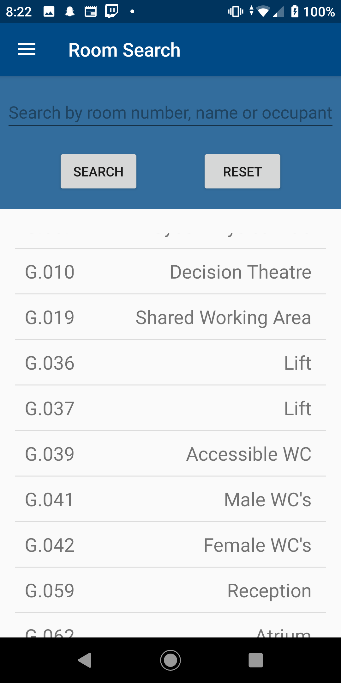 8:22 100%
Room Search
Search by room number, name or occupant
SEARCH RESET
G.010 Decision Theatre
G.019 Shared Working Area
G.036 Lift
G.037 Lift
G.039 Accessible WC
G.041 Male WC's
G.042 Female WC's
G.059 Reception
G.062 Atrium